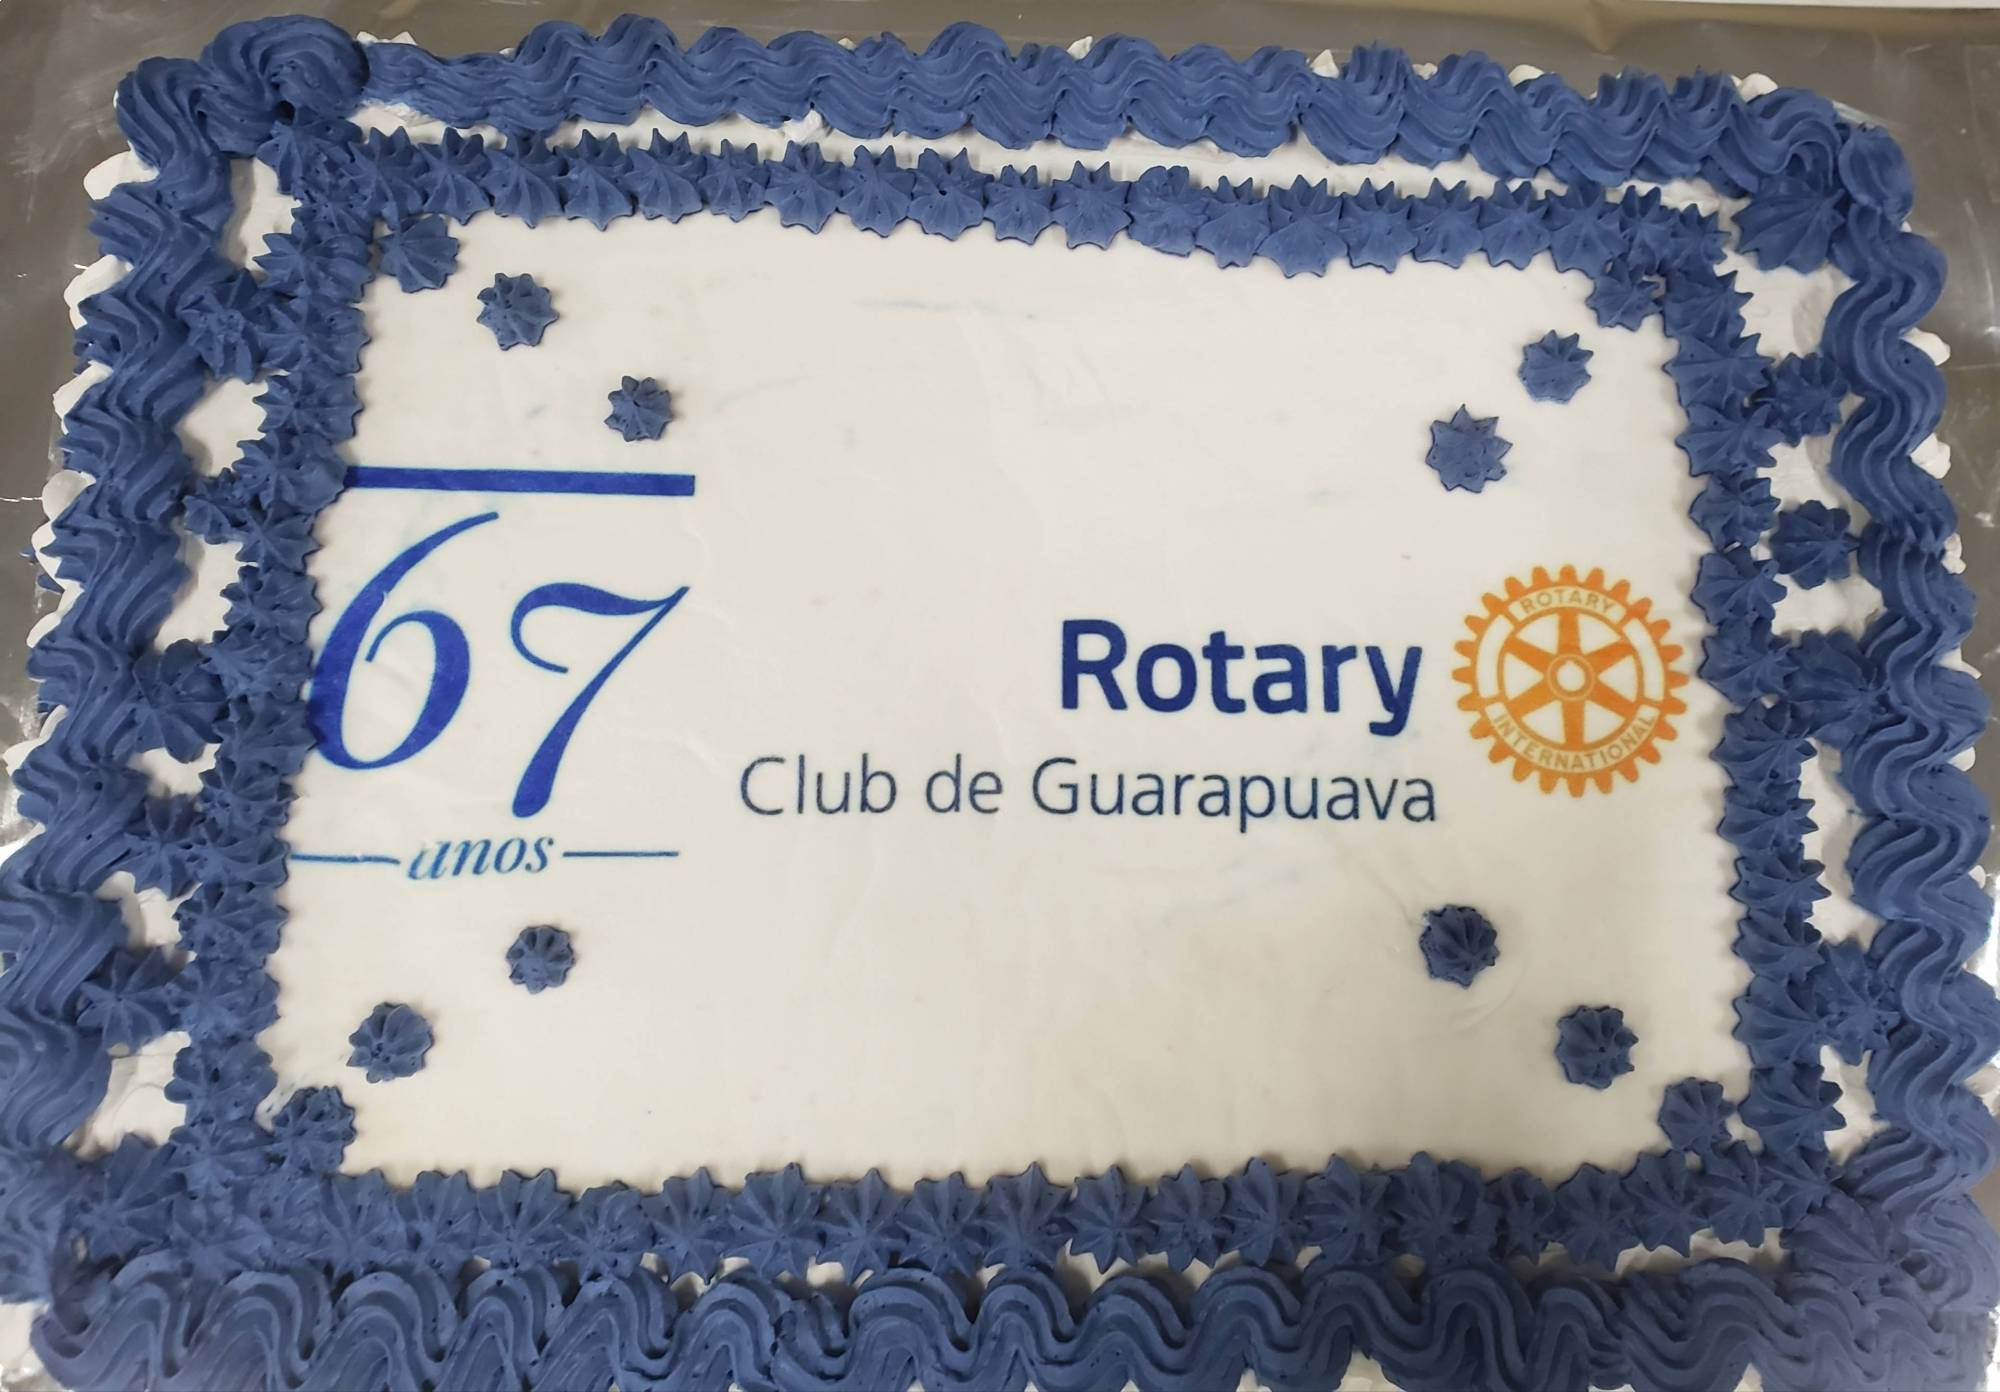 67
anos
Rotary
Club de Guarapuava
ROTARY
INTERNATIONAL